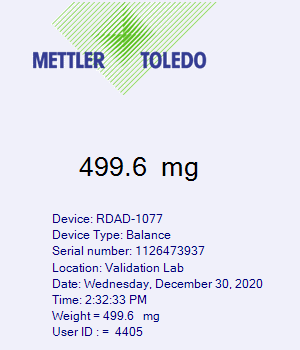 METTLER TOLEDO
499.6 mg
Device: RDAD-1077
Device Type: Balance
Serial number: 1126473937
Location: Validation Lab
Date: Wednesday, December 30, 2020
Time: 2:32:33 PM
Weight = 499.6 mg
User ID : = 4405